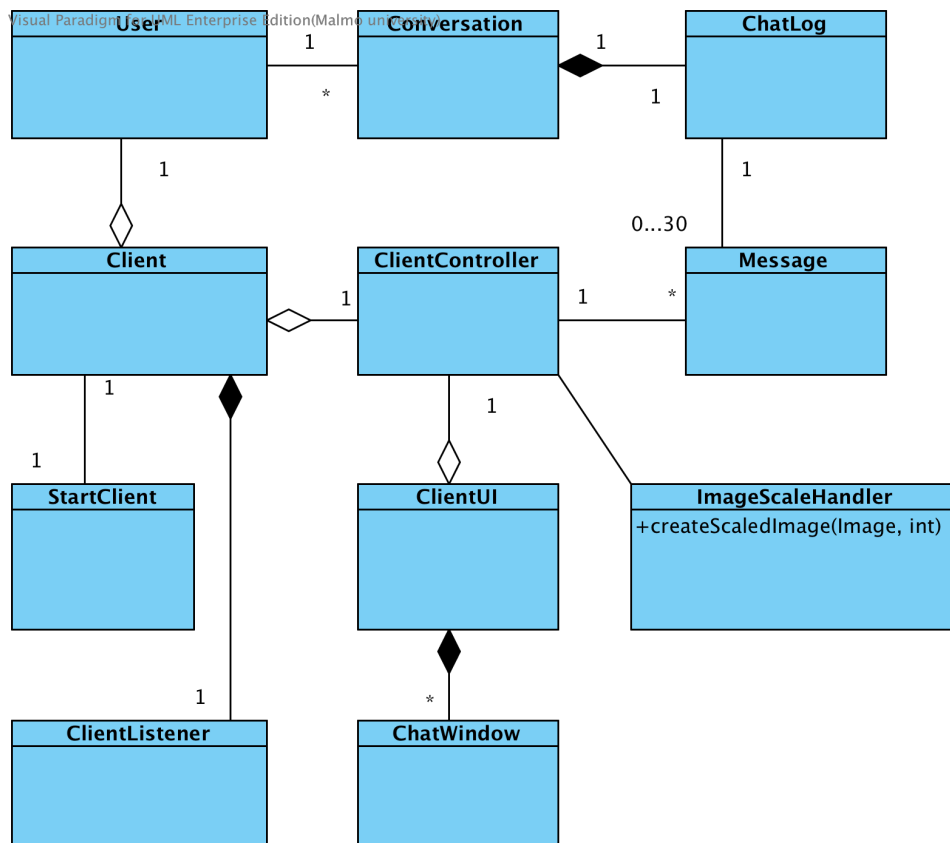 Visual Paradigm for UML Enterprise Edition(Malmo university)
User
Conversation
ChatLog
1
1
*
1
1
1
0...30
Client
ClientController
Message
1
1
*
1
1
1
StartClient
ClientUI
ImageScaleHandler
+createScaledImage(Image, int)
1
*
ClientListener
ChatWindow